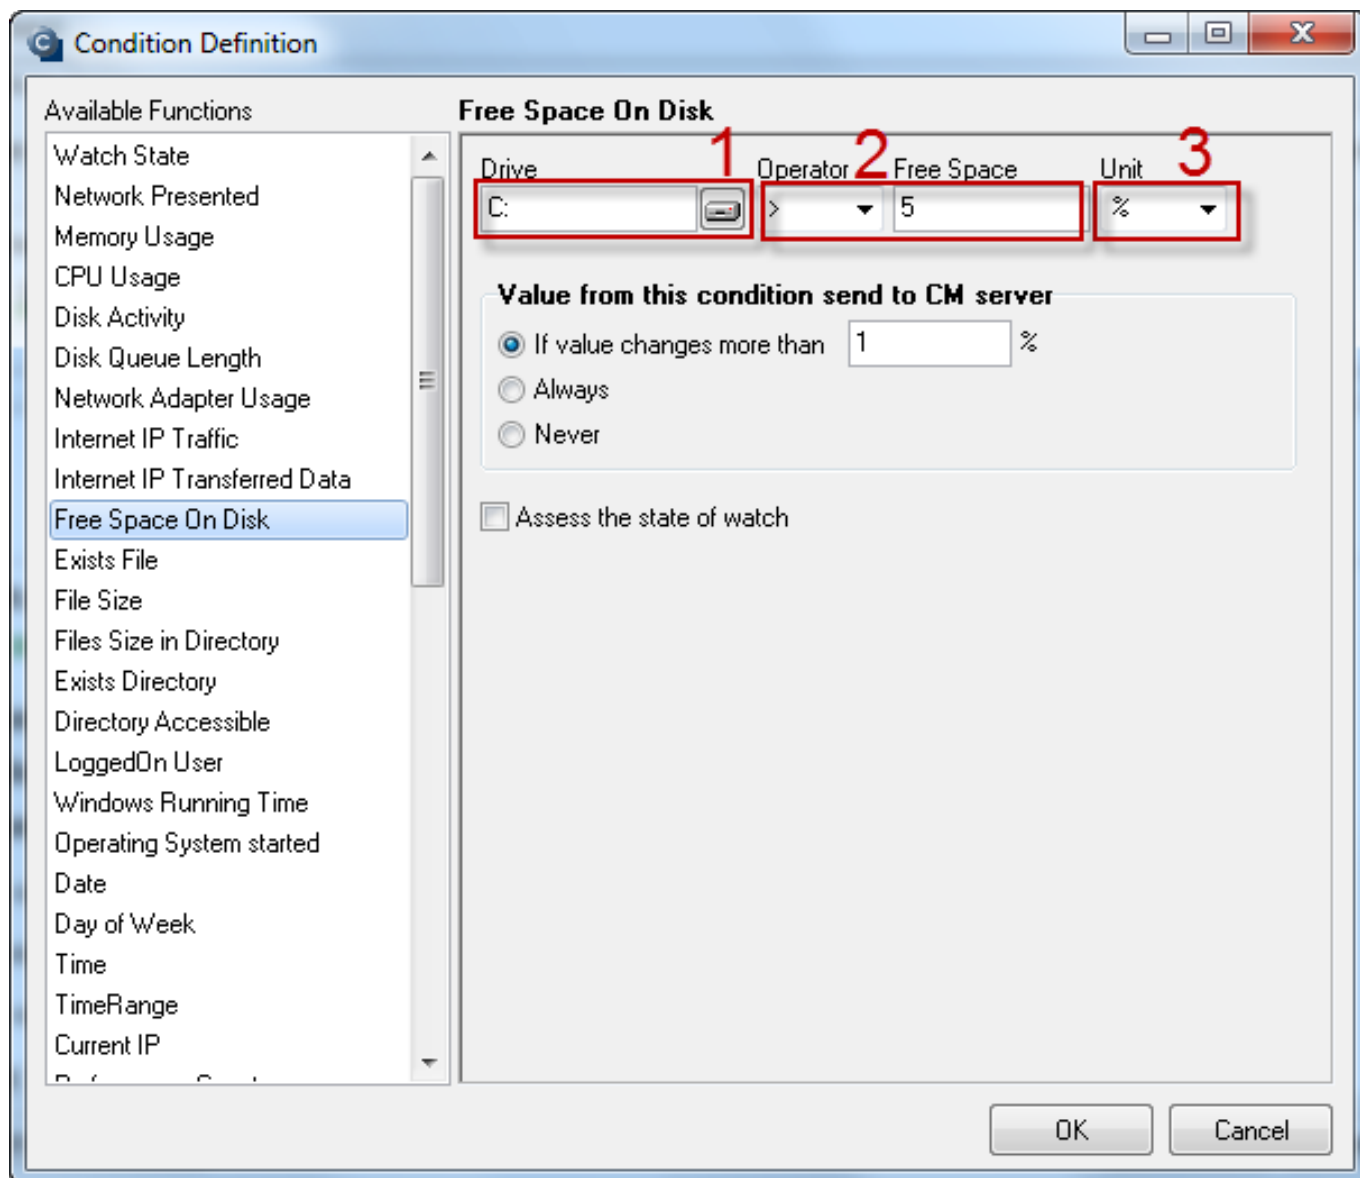 Condition Definition
Available Functions
Watch State
Network Presented
Memory Usage
CPU Usage
Disk Activity
Disk Queue Length
Network Adapter Usage
Internet IP Traffic
Internet IP Transferred Data
Free Space On Disk
Exists File
File Size
Files Size in Directory
Exists Directory
Directory Accessible
LoggedOn User
Windows Running Time
Operating System started
Date
Day of Week
Time
TimeRange
Current IP
Free Space On Disk
1 2 3
Drive Operator Free Space Unit
C: > 5 %
Value from this condition send to CM server
If value changes more than 1 %
Always
Never
Assess the state of watch
OK Cancel